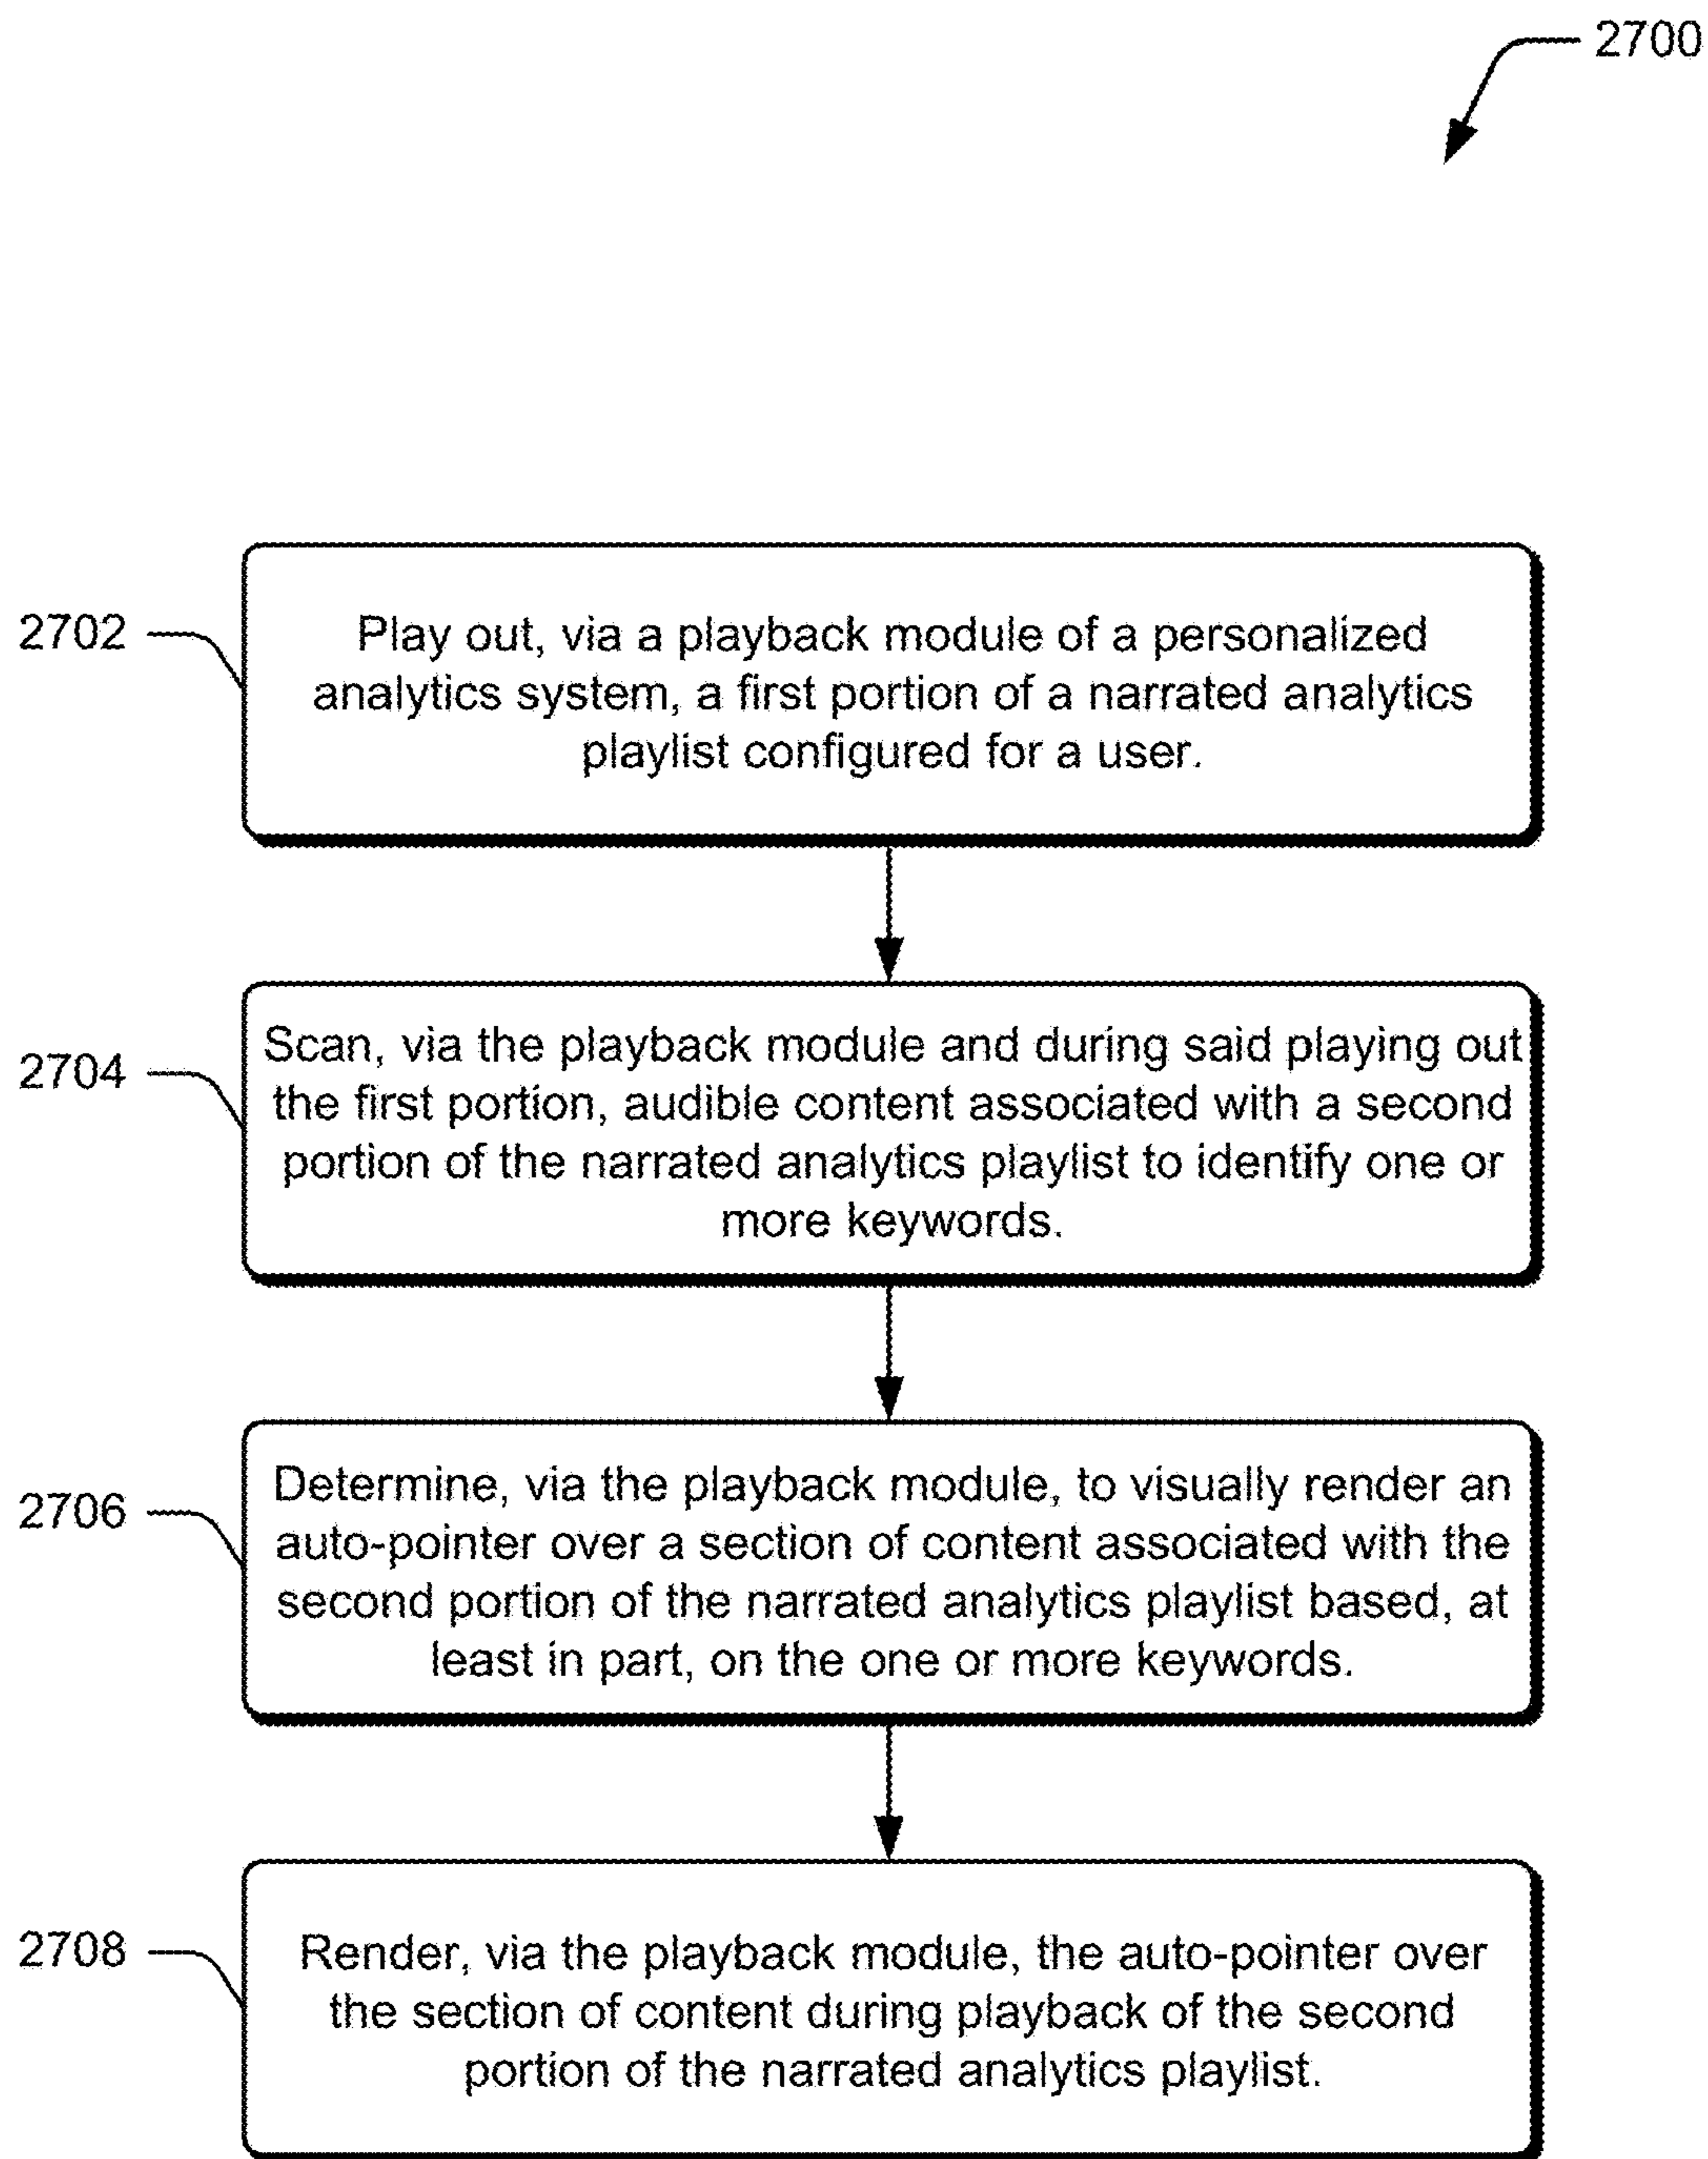 2700
2702
Play out, via a playback module of a personalized
analytics system, a first portion of a narrated analytics
playlist configured for a user.
2704
Scan, via the playback module and during said playing out
the first portion, audible content associated with a second
portion of the narrated analytics playlist to identify one or
more keywords.
2706
Determine, via the playback module, to visually render an
auto-pointer over a section of content associated with the
second portion of the narrated analytics playlist based, at
least in part, on the one or more keywords.
2708
Render, via the playback module, the auto-pointer over
the section of content during playback of the second
portion of the narrated analytics playlist.